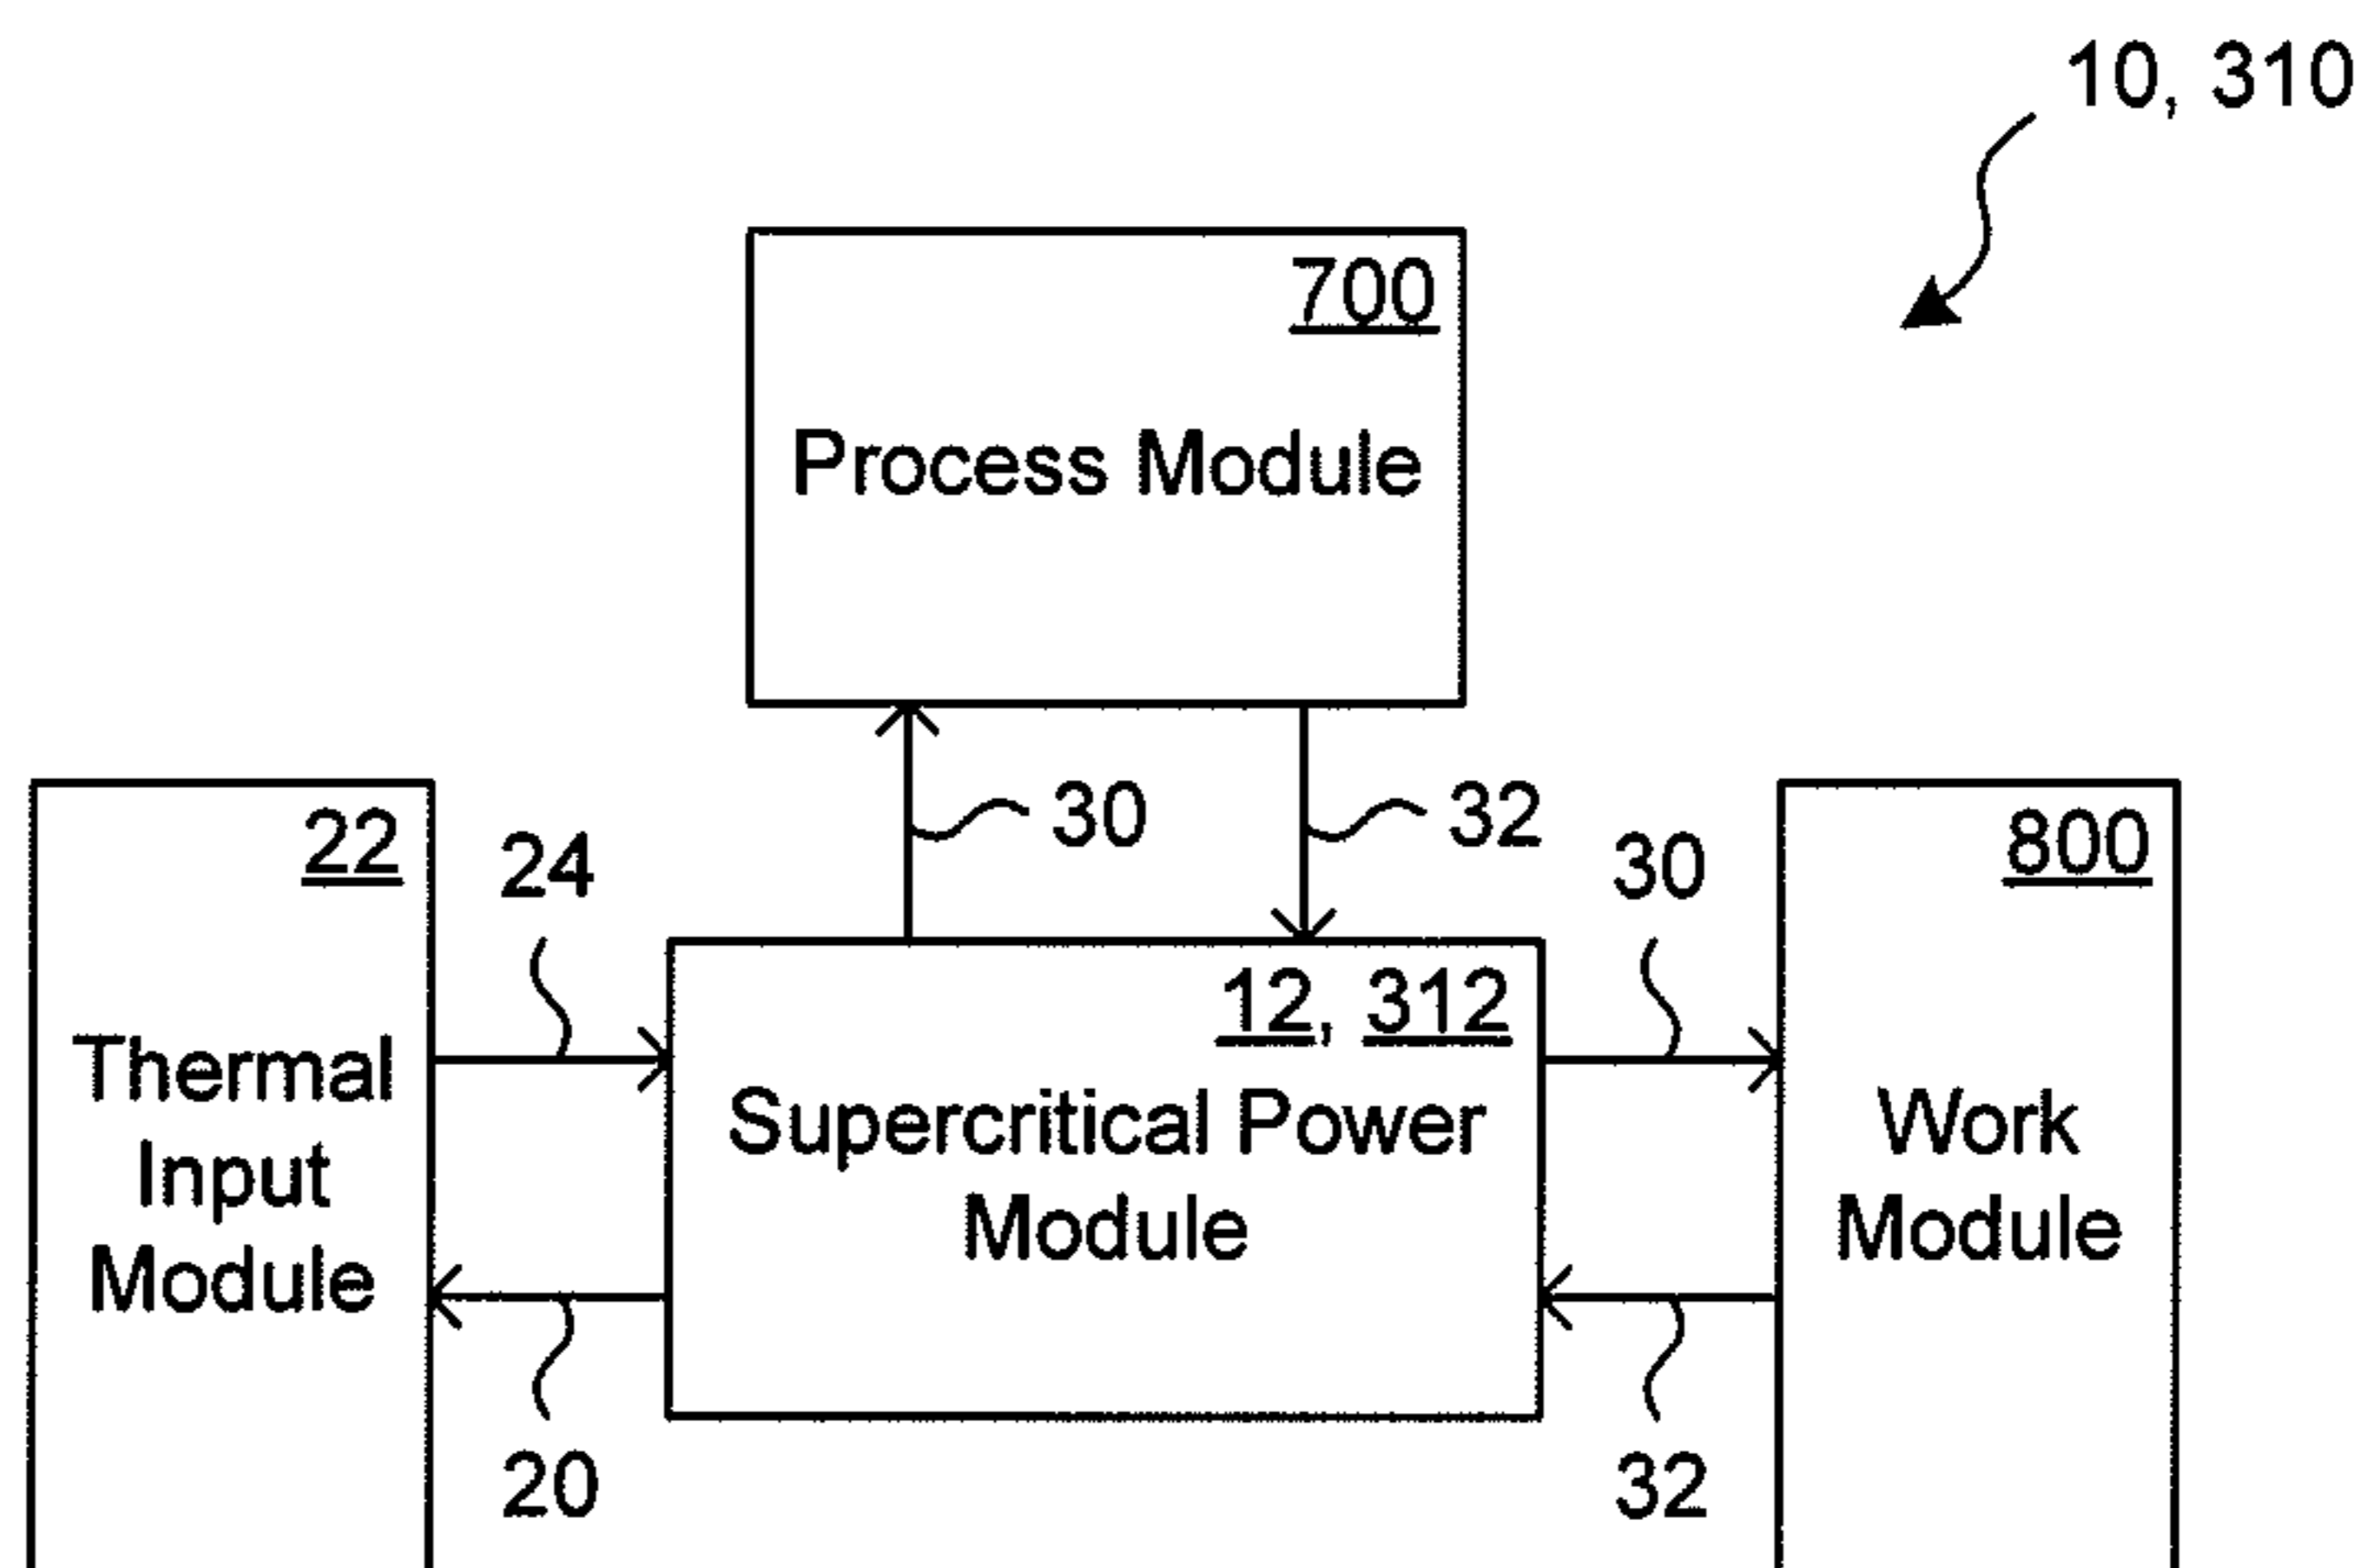 10, 310
700
Process Module
30
32
22
24
Thermal
Input
Module
20
12, 312
Supercritical Power
Module
30
32
800
Work
Module